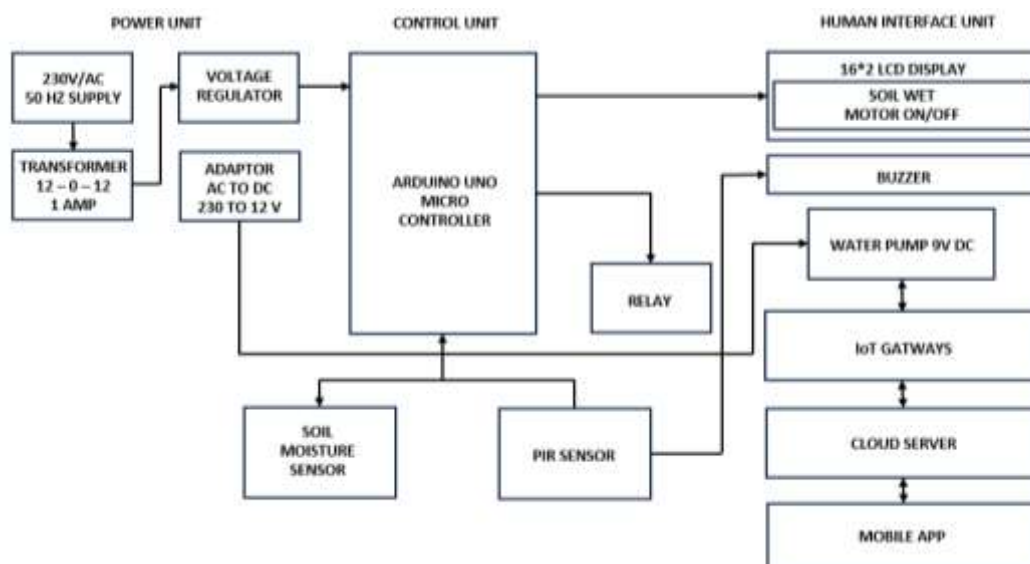 POWER UNIT
CONTROL UNIT
HUMAN INTERFACE UNIT
230V/AC
50 HZ SUPPLY
VOLTAGE
REGULATOR
16*2 LCD DISPLAY
SOIL WET
MOTOR ON/OFF
TRANSFORMER
12 – 0 – 12
1 AMP
ADAPTOR
AC TO DC
230 TO 12 V
ARDUINO UNO
MICRO
CONTROLLER
BUZZER
WATER PUMP 9V DC
RELAY
IoT GATWAYS
SOIL
MOISTURE
SENSOR
PIR SENSOR
CLOUD SERVER
MOBILE APP